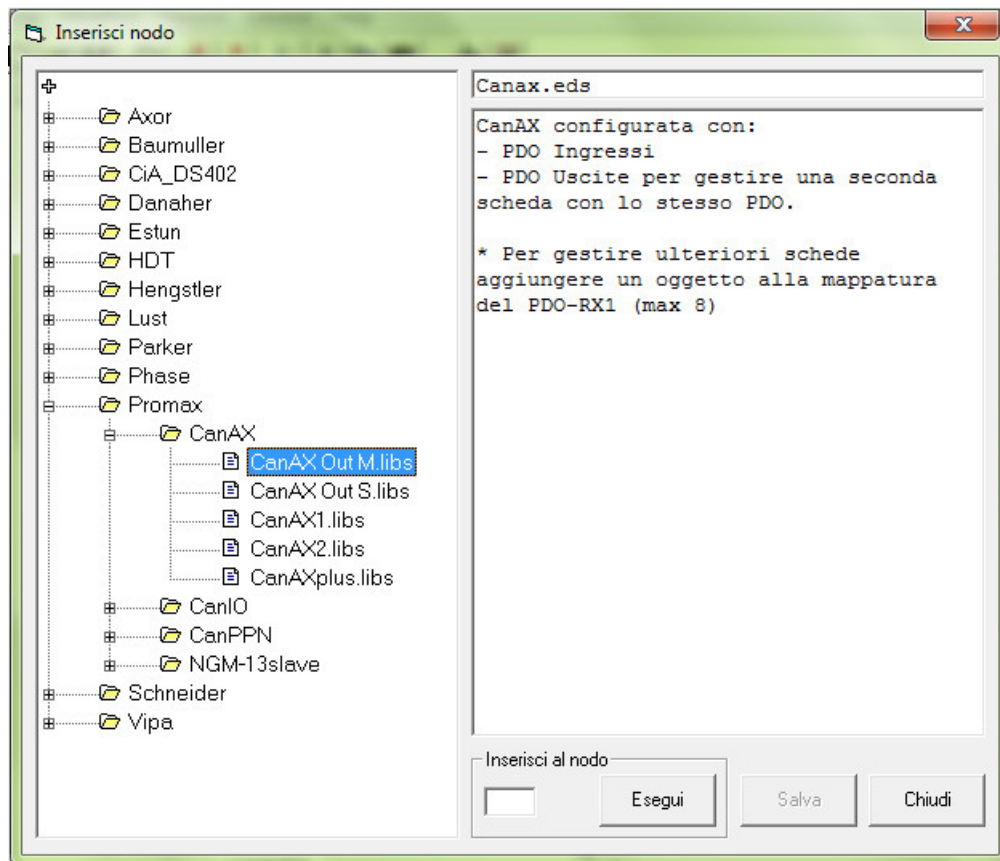 Inserisci nodo
Axor
Baumuller
CiA_DS402
Danaher
Estun
HDT
Hengstler
Lust
Parker
Phase
Promax
CanAX
CanAX Out M.libs
CanAX Out S.libs
CanAX1.libs
CanAX2.libs
CanAXplus.libs
CanIO
CanPPN
NGM-13slave
Schneider
Vipa
Canax.eds
CanAX configurata con:
- PDO Ingressi
- PDO Uscite per gestire una seconda
scheda con lo stesso PDO.
* Per gestire ulteriori schede
aggiungere un oggetto alla mappatura
del PDO-RX1 (max 8)
Inserisci al nodo
Esegui
Salva
Chiudi